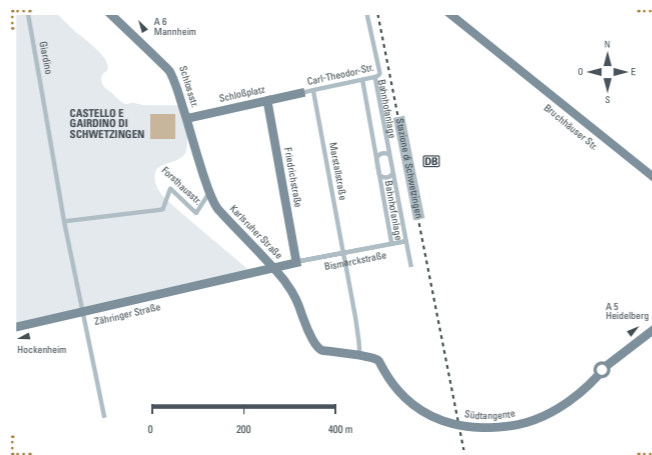 A 6
Mannheim
Giardino
Schlossstr.
Schloßplatz
Carl-Theodor-Str.
N
O
E
S
CASTELLO E
GAIRDINO DI
SCHWETZINGEN
Bahnhofanlage
Stazione di Schwetzingen
DB
Bruchhäuser Str.
Friedrichstraße
Marstallstraße
Forsthausstr.
Karlsruher Straße
Bahnhofanlage
Bismarckstraße
Zähringer Straße
A 5
Heidelberg
Hockenheim
Südtangente
0
200
400 m